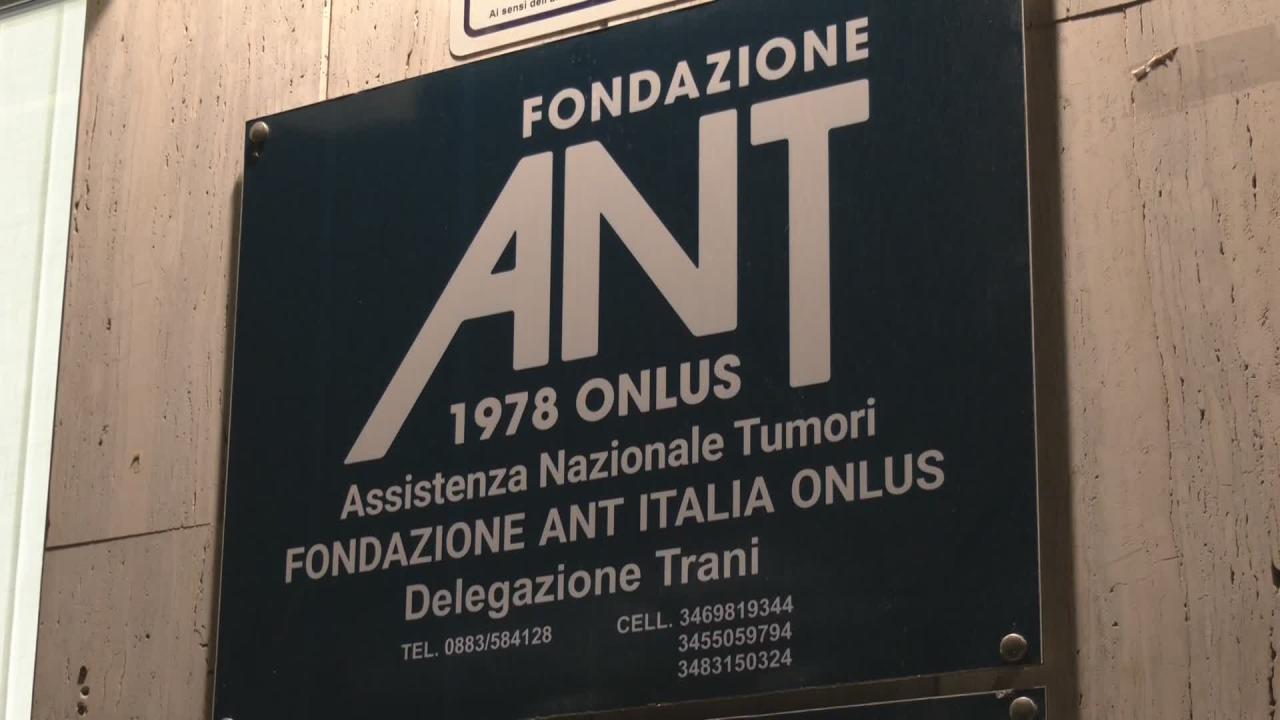 Ai sensi dell'
FONDAZIONE
ANT
1978 ONLUS
Assistenza Nazionale Tumori
FONDAZIONE ANT ITALIA ONLUS
Delegazione Trani
TEL. 0883/584128 CELL. 3469819344
3455059794
3483150324